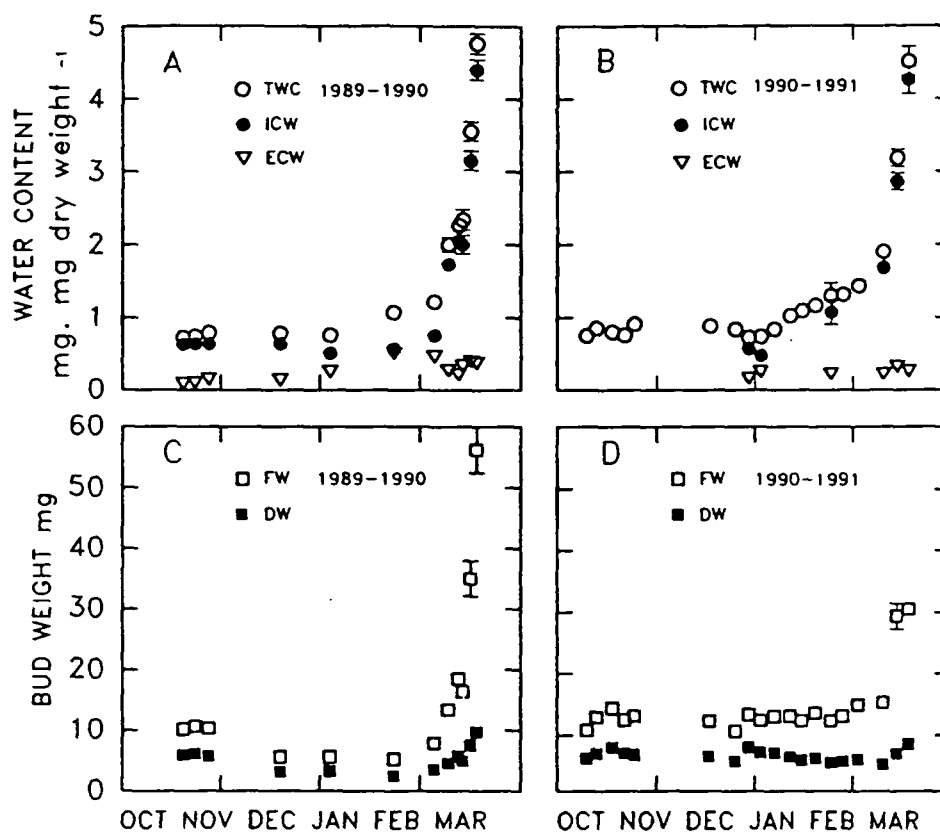 WATER CONTENT
mg. mg dry weight -1
5
4
3
2
1
0
A
TWC 1989-1990
ICW
ECW
B
TWC 1990-1991
ICW
ECW
BUD WEIGHT mg
60
50
40
30
20
10
0
C
FW 1989-1990
DW
D
FW 1990-1991
DW
OCT NOV DEC JAN FEB MAR
OCT NOV DEC JAN FEB MAR